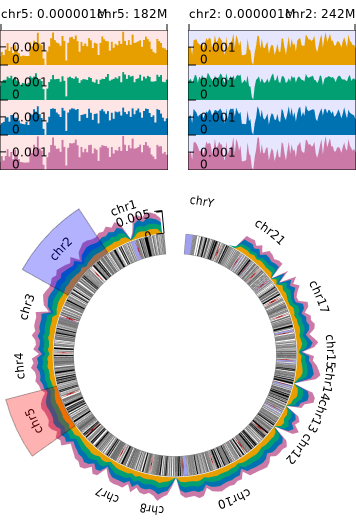 chr5: 0.000001M
chr5: 182M
chr2: 0.000001M
chr2: 242M
0.001
0
0.001
0
0.001
0
0.001
0
0.001
0
0.001
0
0.001
0
0.001
0
chrY
chr1
0.005
0
chr21
chr2
chr17
chr3
chr15
chr4
chr14
chr13
chr5
chr12
chr7
chr10
chr8